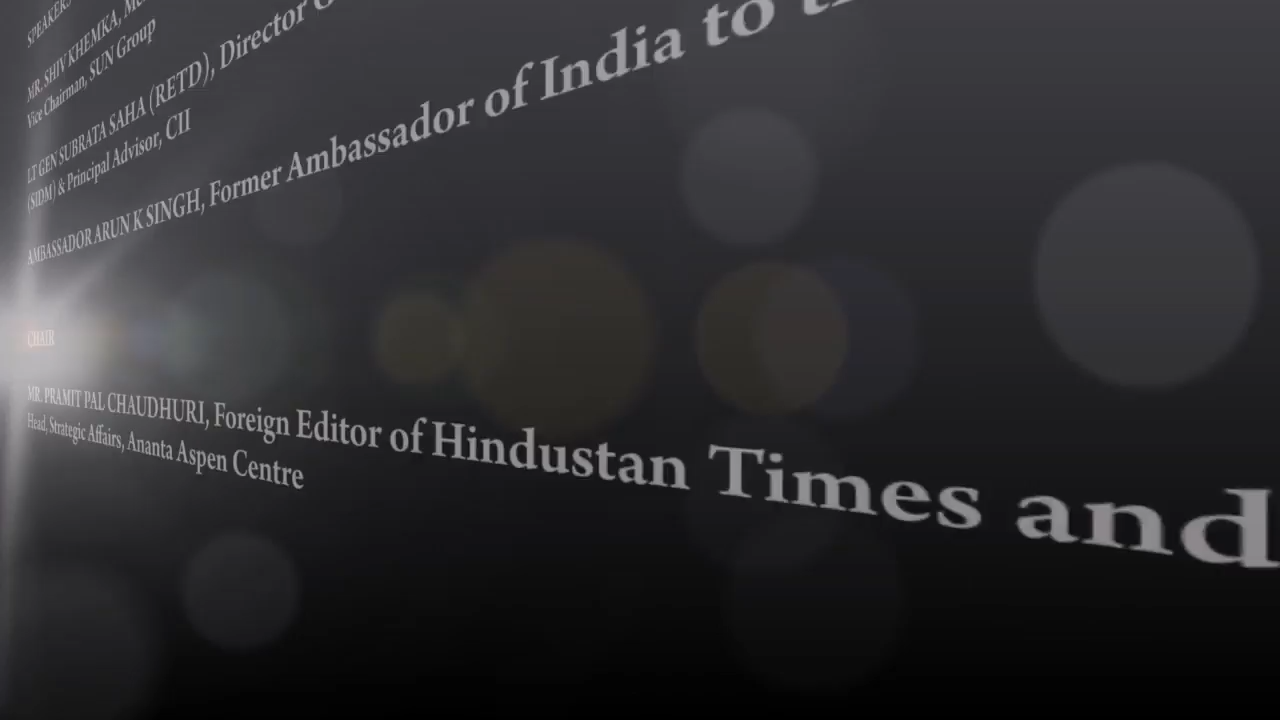 SPEAKERS
MR. SHIV KHEMKA,
Vice Chairman, SUN Group
LT GEN SUBRATA SAHA (RETD), Director
(SIDM) & Principal Advisor, CII
AMBASSADOR ARUN K SINGH, Former Ambassador of India to
CHAIR
MR. PRAMIT PAL CHAUDHURI, Foreign Editor of Hindustan Times and
Head, Strategic Affairs, Ananta Aspen Centre